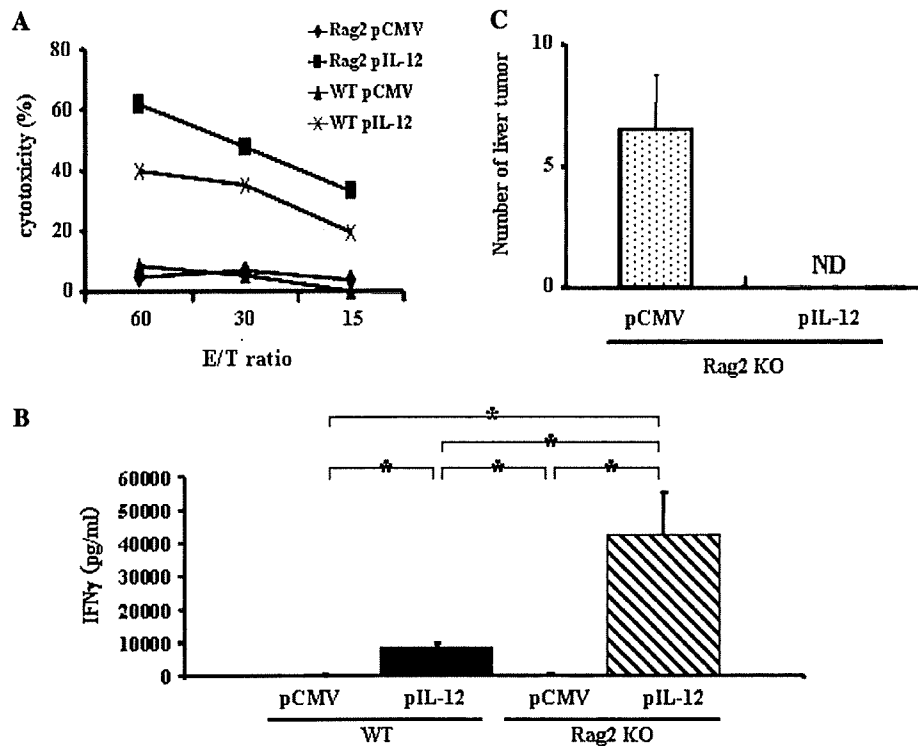 A
Rag2 pCMV
Rag2 pIL-12
WT pCMV
WT pIL-12
cytotoxicity (%)
80
60
40
20
0
60 30 15
E/T ratio
C
Number of liver tumor
10
5
0
ND
pCMV pIL-12
Rag2 KO
B
* 
*
* * *
IFNγ (pg/ml)
60000
50000
40000
30000
20000
10000
0
pCMV pIL-12 pCMV pIL-12
WT Rag2 KO